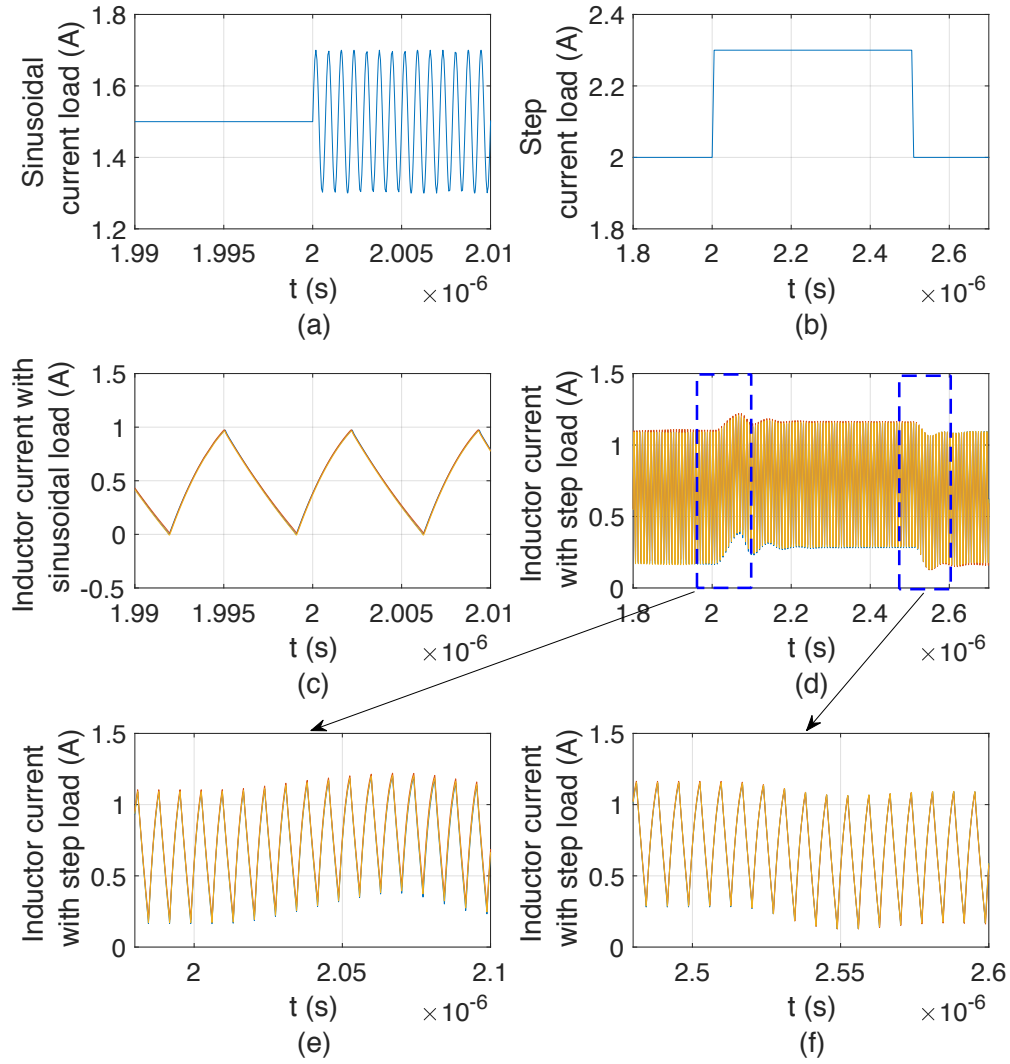 Sinusoidal
current load (A)
1.8
1.6
1.4
1.2
1.99
1.995
2
2.005
2.01
t (s)
×10-6
(a)
Step
current load (A)
2.4
2.2
2
1.8
1.8
2
2.2
2.4
2.6
t (s)
×10-6
(b)
Inductor current with
sinusoidal load (A)
1.5
1
0.5
0
-0.5
1.99
1.995
2
2.005
2.01
t (s)
×10-6
(c)
Inductor current
with step load (A)
1.5
1
0.5
0
1.8
2
2.2
2.4
2.6
t (s)
×10-6
(d)
Inductor current
with step load (A)
1.5
1
0.5
0
2
2.05
2.1
t (s)
×10-6
(e)
Inductor current
with step load (A)
1.5
1
0.5
0
2.5
2.55
2.6
t (s)
×10-6
(f)